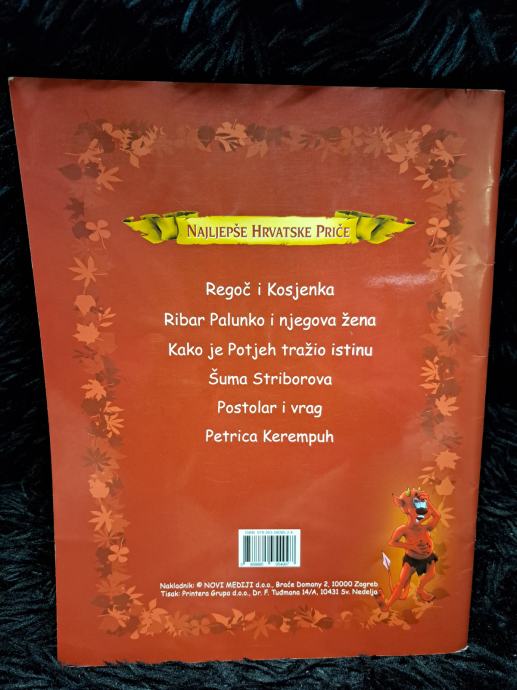 NAJLJEPŠE HRVATSKE PRIČE
Regoč i Kosjenka
Ribar Palunko i njegova žena
Kako je Potjeh tražio istinu
Šuma Striborova
Postolar i vrag
Petrica Kerempuh
Nakladnik: © NOVI MEDIJI d.o.o., Braće Domany 2, 10000 Zagreb
Tisak: Printera Grupa d.o.o., Dr. F. Tuđmana 14/A, 10431 Sv. Nedelja